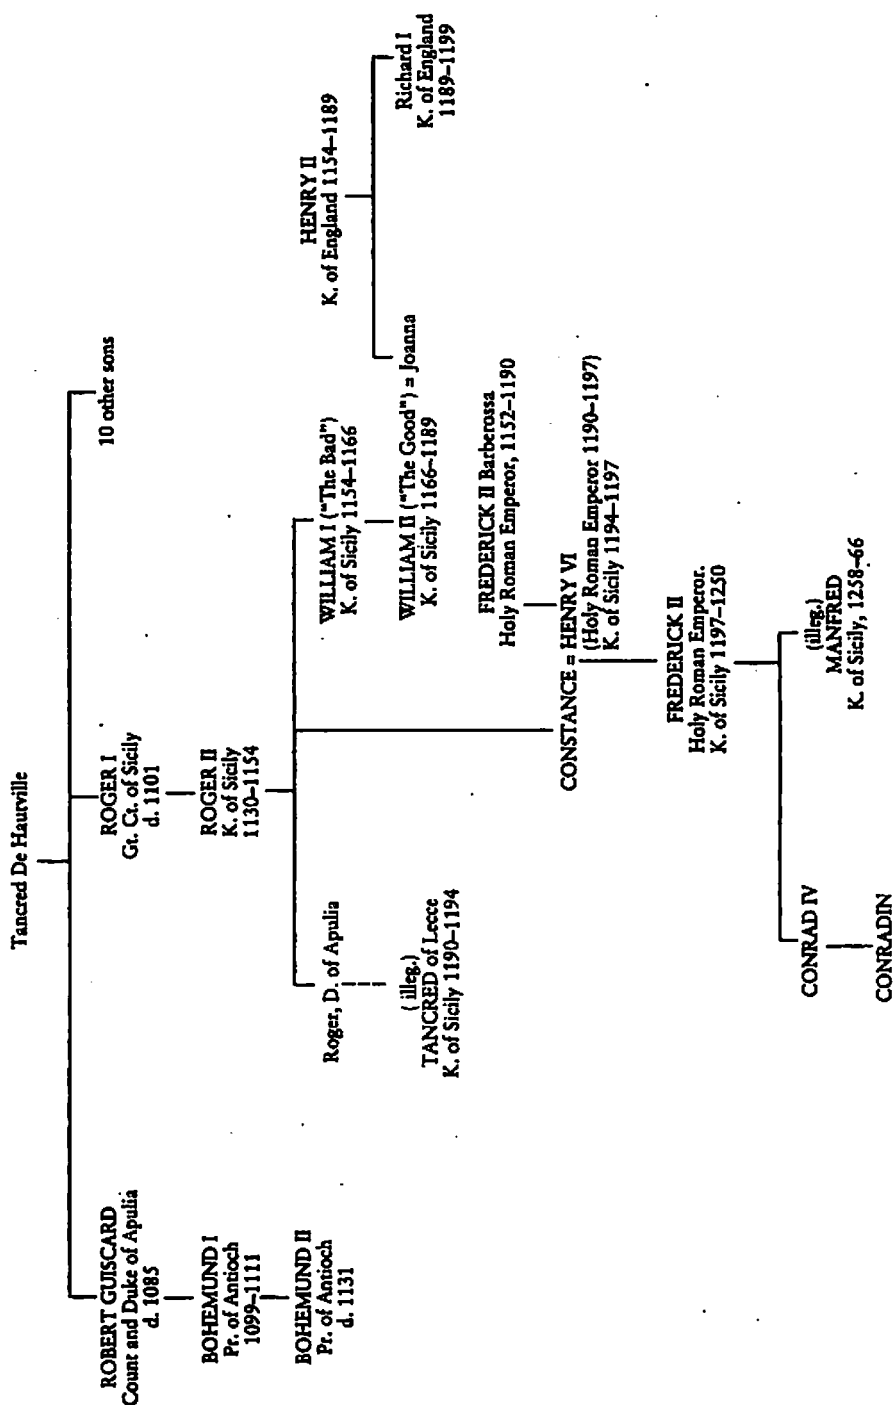 Tancred De Hautville
ROBERT GUISCARD
Count and Duke of Apulia
d. 1085
ROGER I
Gt. Ct. of Sicily
d. 1101
10 other sons
BOHEMUND I
Pr. of Antioch
1099–1111
ROGER II
K. of Sicily
1130–1154
BOHEMUND II
Pr. of Antioch
d. 1131
HENRY II
K. of England 1154–1189
Roger, D. of Apulia
WILLIAM I ("The Bad")
K. of Sicily 1154–1166
( illeg.)
TANCRED of Lecce
K. of Sicily 1190–1194
WILLIAM II ("The Good") = Joanna
K. of Sicily 1166–1189
Richard I
K. of England
1189–1199
FREDERICK II Barberossa
Holy Roman Emperor, 1152–1190
CONSTANCE = HENRY VI
(Holy Roman Emperor 1190–1197)
K. of Sicily 1194–1197
FREDERICK II
Holy Roman Emperor.
K. of Sicily 1197–1250
CONRAD IV
(illeg.)
MANFRED
K. of Sicily, 1258–66
CONRADIN